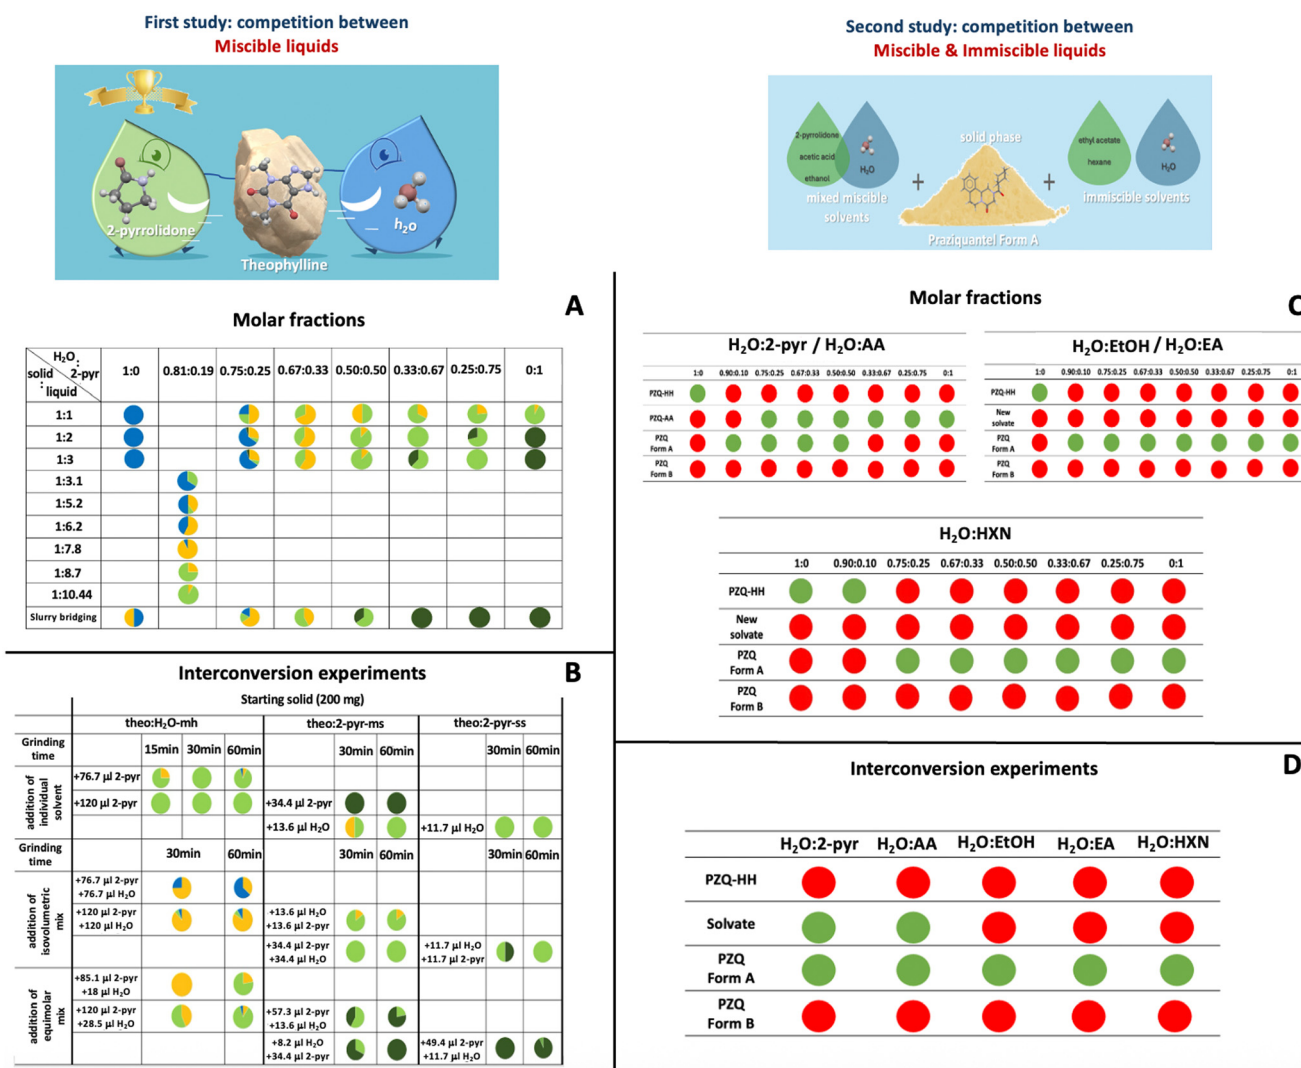 First study: competition between
Miscible liquids
2-pyrrolidone
Theophylline
h₂o
A
Molar fractions
H₂O : 2-pyr
solid : liquid
1:0 0.81:0.19 0.75:0.25 0.67:0.33 0.50:0.50 0.33:0.67 0.25:0.75 0:1
1:1
1:2
1:3
1:3.1
1:5.2
1:6.2
1:7.8
1:8.7
1:10.44
Slurry bridging
Interconversion experiments
B
Starting solid (200 mg)
theo:H₂O-mh theo:2-pyr-ms theo:2-pyr-ss
Grinding time 15min 30min 60min 30min 60min 30min 60min
addition of individual solvent
+76.7 µl 2-pyr
+120 µl 2-pyr +34.4 µl 2-pyr
+13.6 µl H₂O +11.7 µl H₂O
Grinding time 30min 60min 30min 60min 30min 60min
addition of isovolumetric mix
+76.7 µl 2-pyr
+76.7 µl H₂O
+120 µl 2-pyr +13.6 µl H₂O
+120 µl H₂O +13.6 µl 2-pyr
+34.4 µl 2-pyr +11.7 µl H₂O
+34.4 µl H₂O +11.7 µl 2-pyr
addition of equimolar mix
+85.1 µl 2-pyr
+18 µl H₂O
+120 µl 2-pyr +57.3 µl 2-pyr
+28.5 µl H₂O +13.6 µl H₂O
+8.2 µl H₂O +49.4 µl 2-pyr
+34.4 µl 2-pyr +11.7 µl H₂O
Second study: competition between
Miscible & Immiscible liquids
2-pyrrolidone
acetic acid
ethanol
H₂O
mixed miscible
solvents
+
solid phase
Praziquantel Form A
+
ethyl acetate
hexane
H₂O
immiscible solvents
C
Molar fractions
H₂O:2-pyr / H₂O:AA
1:0 0.90:0.10 0.75:0.25 0.67:0.33 0.50:0.50 0.33:0.67 0.25:0.75 0:1
PZQ-HH
PZQ-AA
PZQ
Form A
PZQ
Form B
H₂O:EtOH / H₂O:EA
1:0 0.90:0.10 0.75:0.25 0.67:0.33 0.50:0.50 0.33:0.67 0.25:0.75 0:1
PZQ-HH
New
solvate
PZQ
Form A
PZQ
Form B
H₂O:HXN
1:0 0.90:0.10 0.75:0.25 0.67:0.33 0.50:0.50 0.33:0.67 0.25:0.75 0:1
PZQ-HH
New
solvate
PZQ
Form A
PZQ
Form B
Interconversion experiments
D
H₂O:2-pyr H₂O:AA H₂O:EtOH H₂O:EA H₂O:HXN
PZQ-HH
Solvate
PZQ
Form A
PZQ
Form B